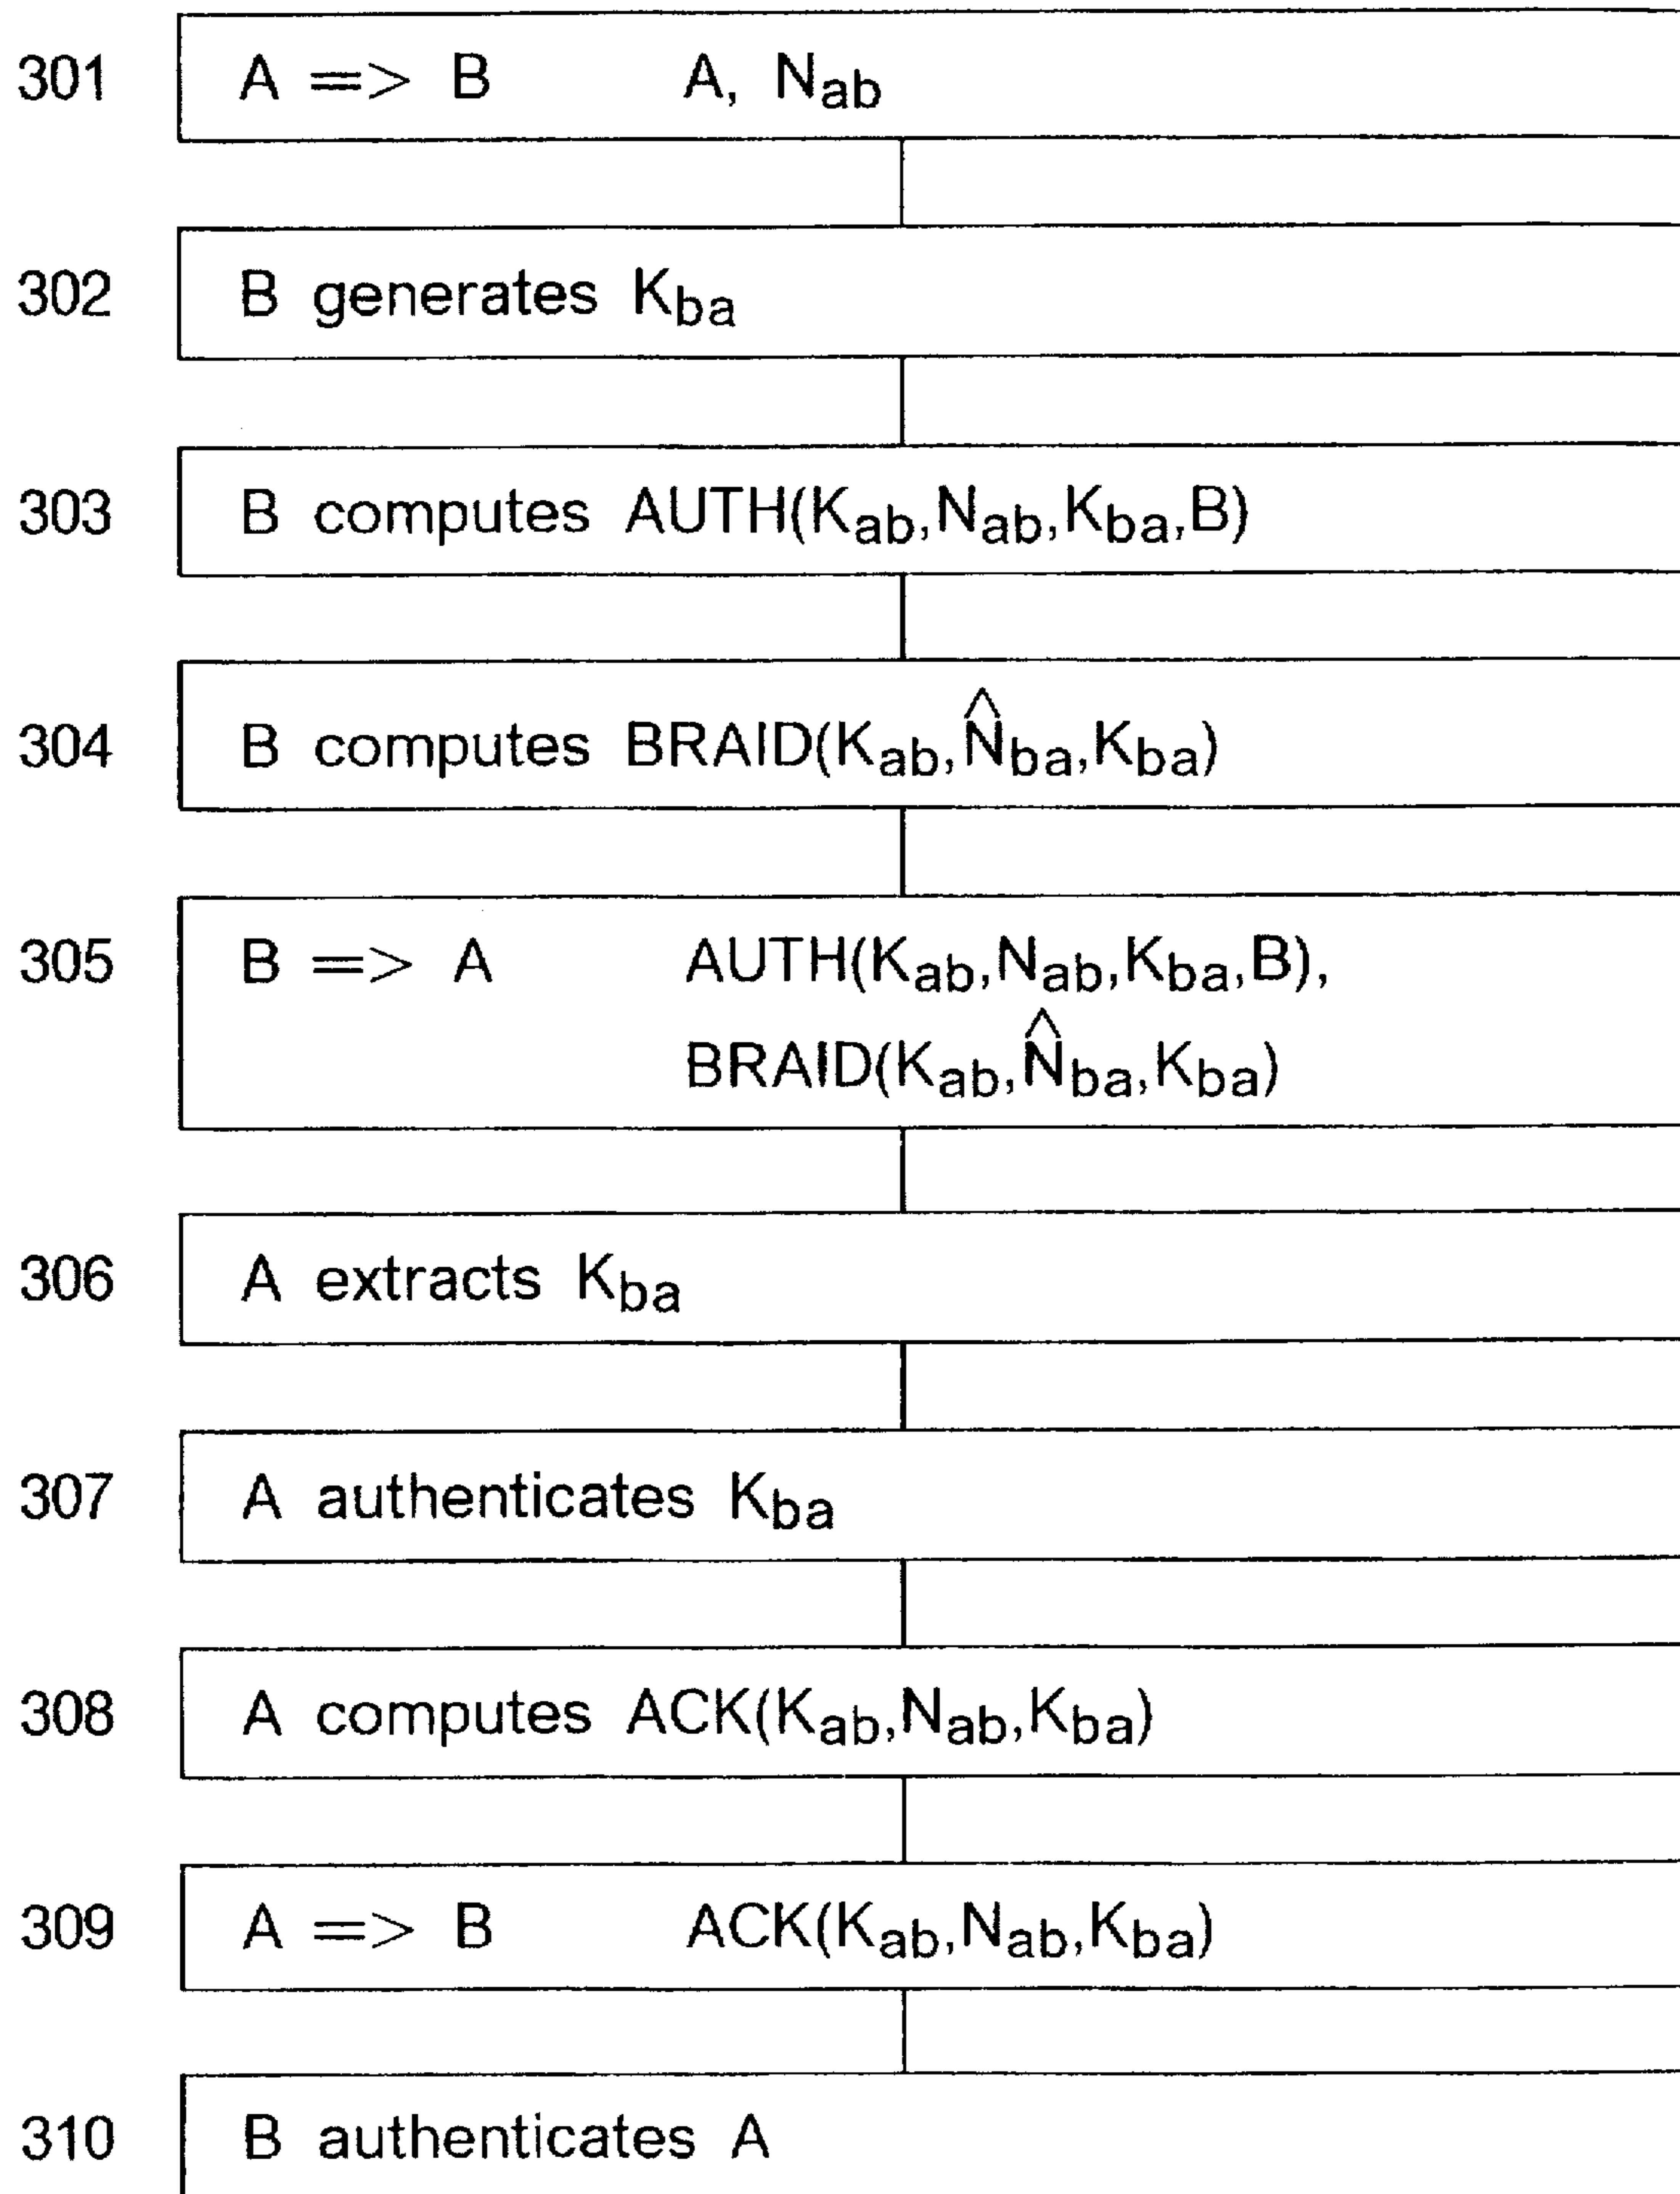 301 A => B A, Nab
302 B generates Kba
303 B computes AUTH(Kab,Nab,Kba,B)
304 B computes BRAID(Kab,N̂ba,Kba)
305 B => A AUTH(Kab,Nab,Kba,B),
BRAID(Kab,N̂ba,Kba)
306 A extracts Kba
307 A authenticates Kba
308 A computes ACK(Kab,Nab,Kba)
309 A => B ACK(Kab,Nab,Kba)
310 B authenticates A